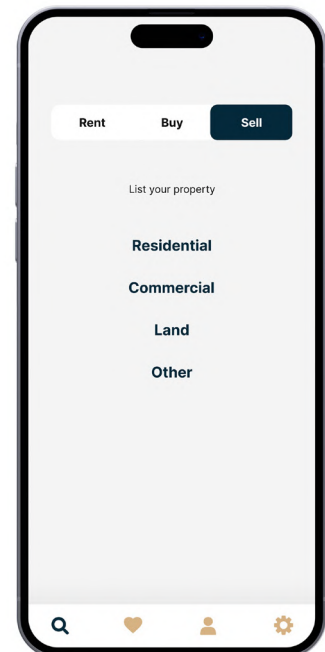 Rent Buy Sell
List your property
Residential
Commercial
Land
Other